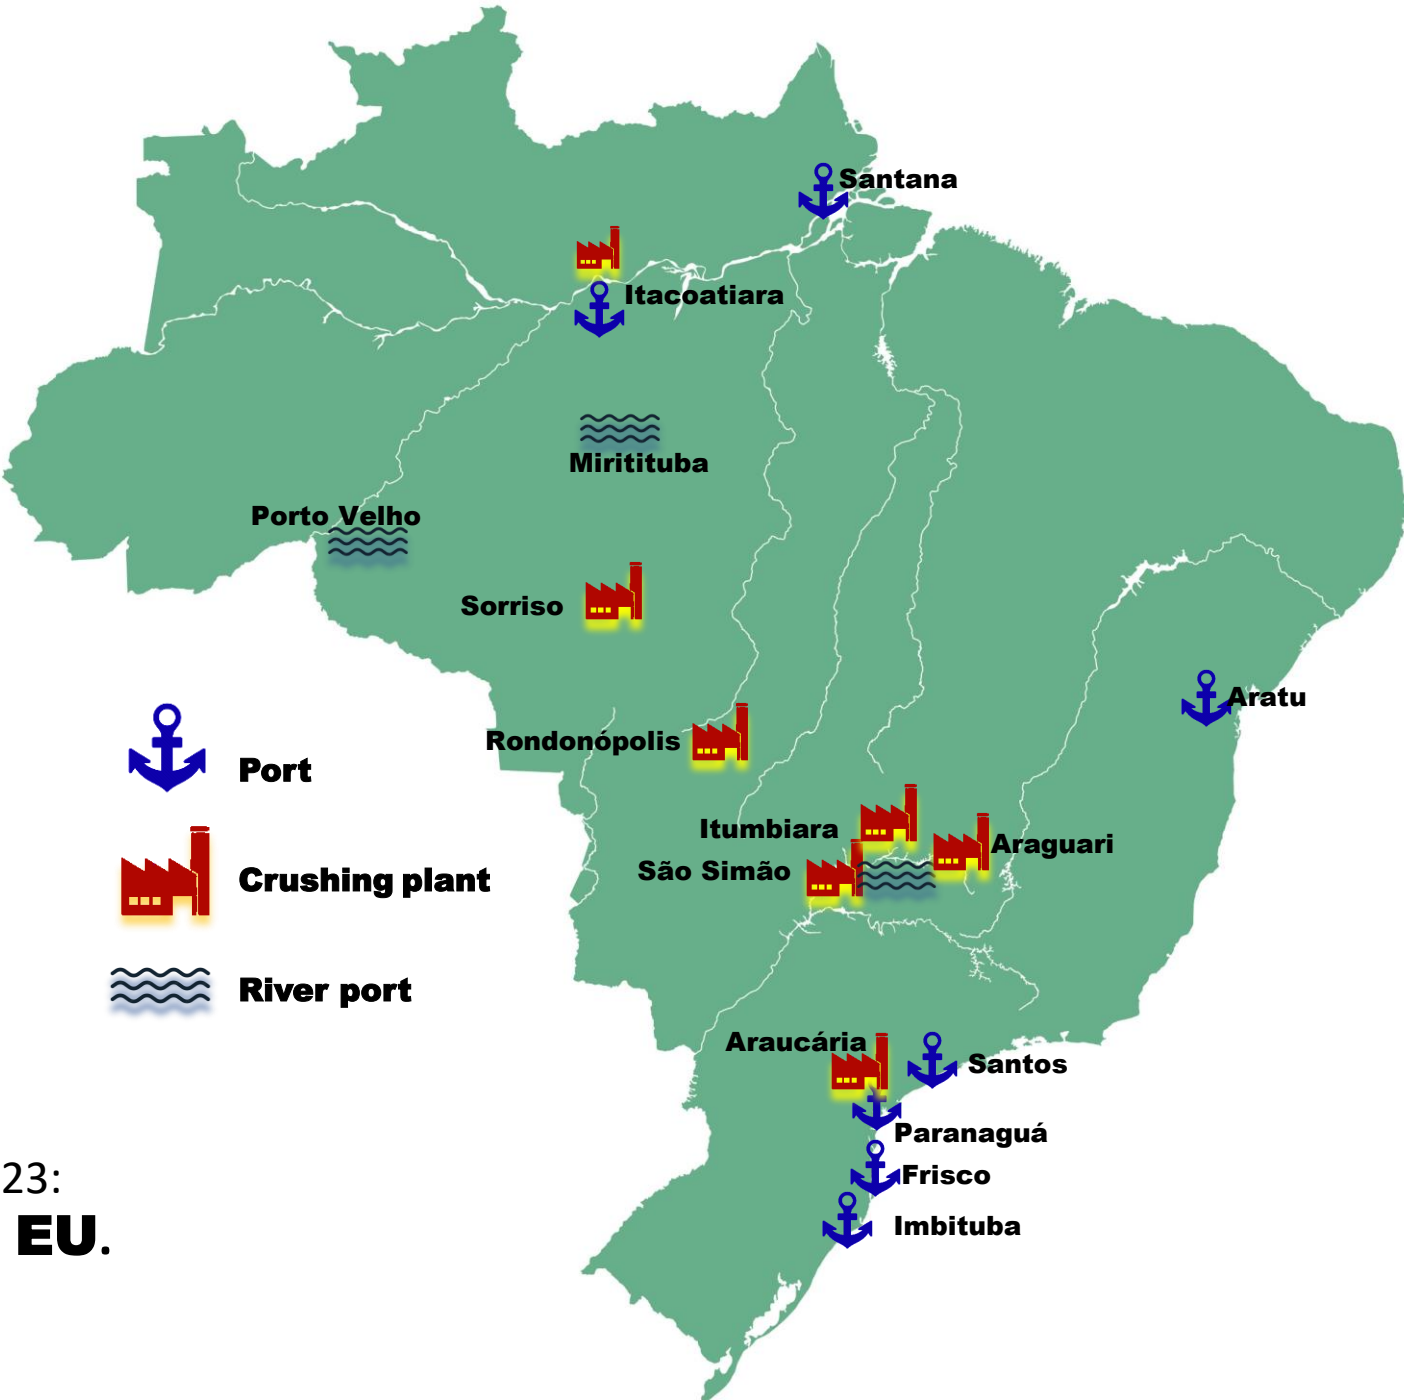 Santana
Itacoatiara
Miritituba
Porto Velho
Sorriso
Aratu
Rondonópolis
Port
Itumbiara
Araguari
São Simão
Crushing plant
River port
Araucária
Santos
Paranaguá
Frisco
23:
Imbituba
EU.